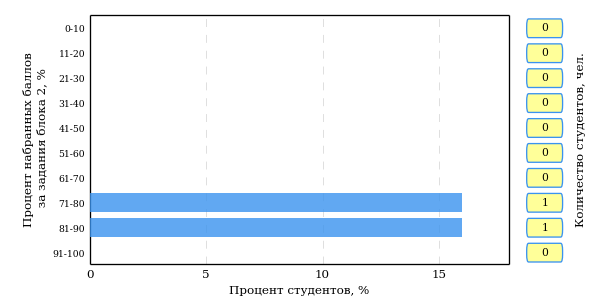 Процент набранных баллов
за задания блока 2, %
0-10 0
11-20 0
21-30 0
31-40 0
41-50 0
51-60 0
61-70 0
71-80 1
81-90 1
91-100 0
Количество студентов, чел.
0 5 10 15
Процент студентов, %